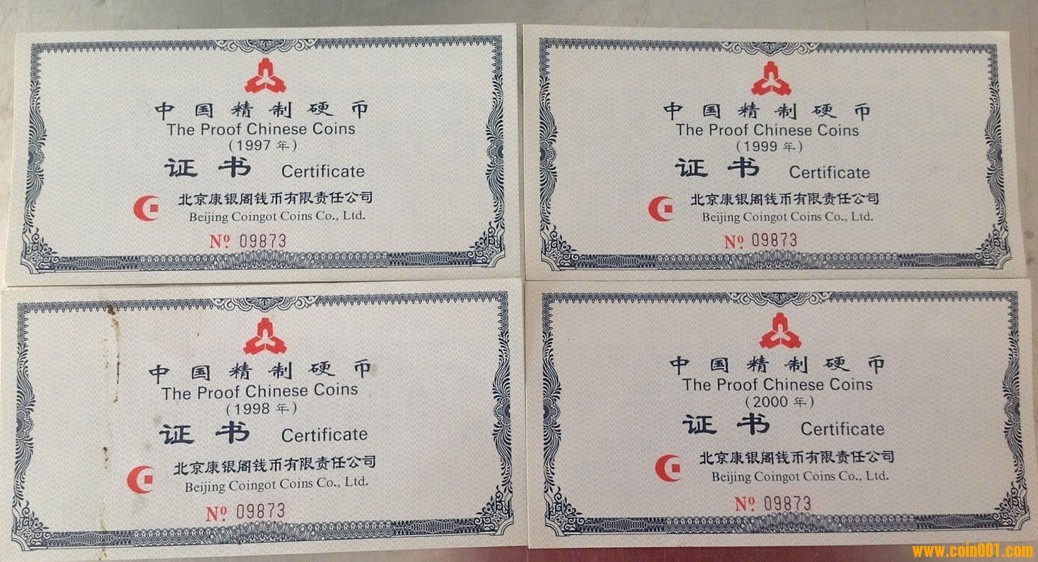 中国精制硬币
The Proof Chinese Coins
(1997年)
证书 Certificate
北京康银阁钱币有限责任公司
Beijing Coingot Coins Co., Ltd.
Nº 09873
中国精制硬币
The Proof Chinese Coins
(1999年)
证书 Certificate
北京康银阁钱币有限责任公司
Beijing Coingot Coins Co., Ltd.
Nº 09873
中国精制硬币
The Proof Chinese Coins
(1998年)
证书 Certificate
北京康银阁钱币有限责任公司
Beijing Coingot Coins Co., Ltd.
Nº 09873
中国精制硬币
The Proof Chinese Coins
(2000年)
证书 Certificate
北京康银阁钱币有限责任公司
Beijing Coingot Coins Co., Ltd.
Nº 09873
www.coin001.com